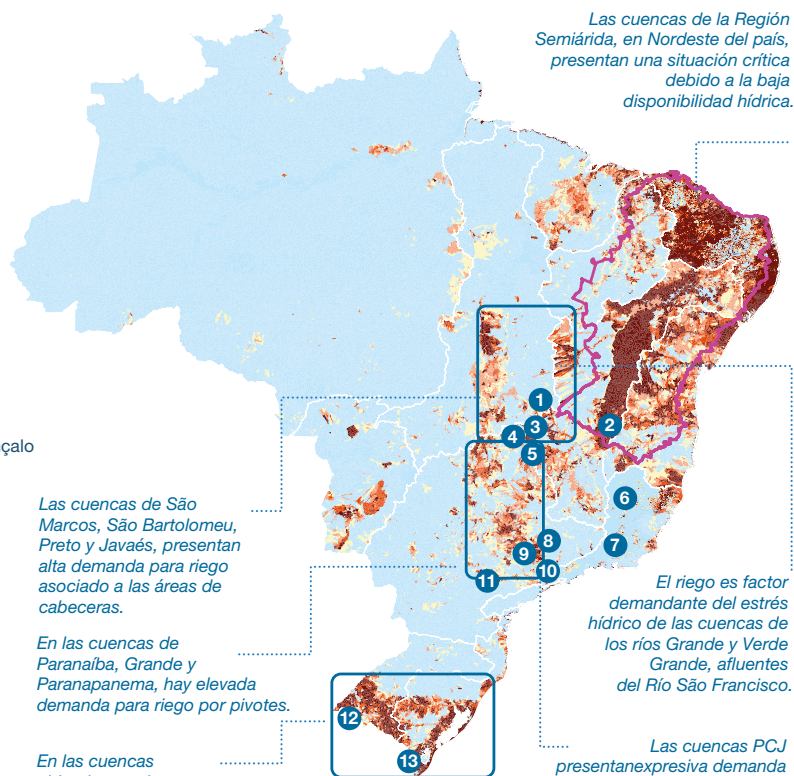 Las cuencas de la Región
Semiárida, en Nordeste del país,
presentan una situación crítica
debido a la baja
disponibilidad hídrica.
1
2
3
4
5
6
7
8
9
10
11
12
13
nçalo
Las cuencas de São
Marcos, São Bartolomeu,
Preto y Javaés, presentan
alta demanda para riego
asociado a las áreas de
cabeceras.
En las cuencas de
Paranaíba, Grande y
Paranapanema, hay elevada
demanda para riego por pivotes.
En las cuencas
El riego es factor
demandante del estrés
hídrico de las cuencas de
los ríos Grande y Verde
Grande, afluentes
del Río São Francisco.
Las cuencas PCJ
presentanexpresiva demanda